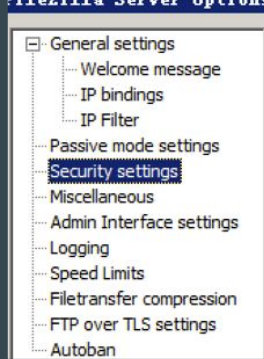 FileZilla Server Options
General settings
Welcome message
IP bindings
IP Filter
Passive mode settings
Security settings
Miscellaneous
Admin Interface settings
Logging
Speed Limits
Filetransfer compression
FTP over TLS settings
Autoban